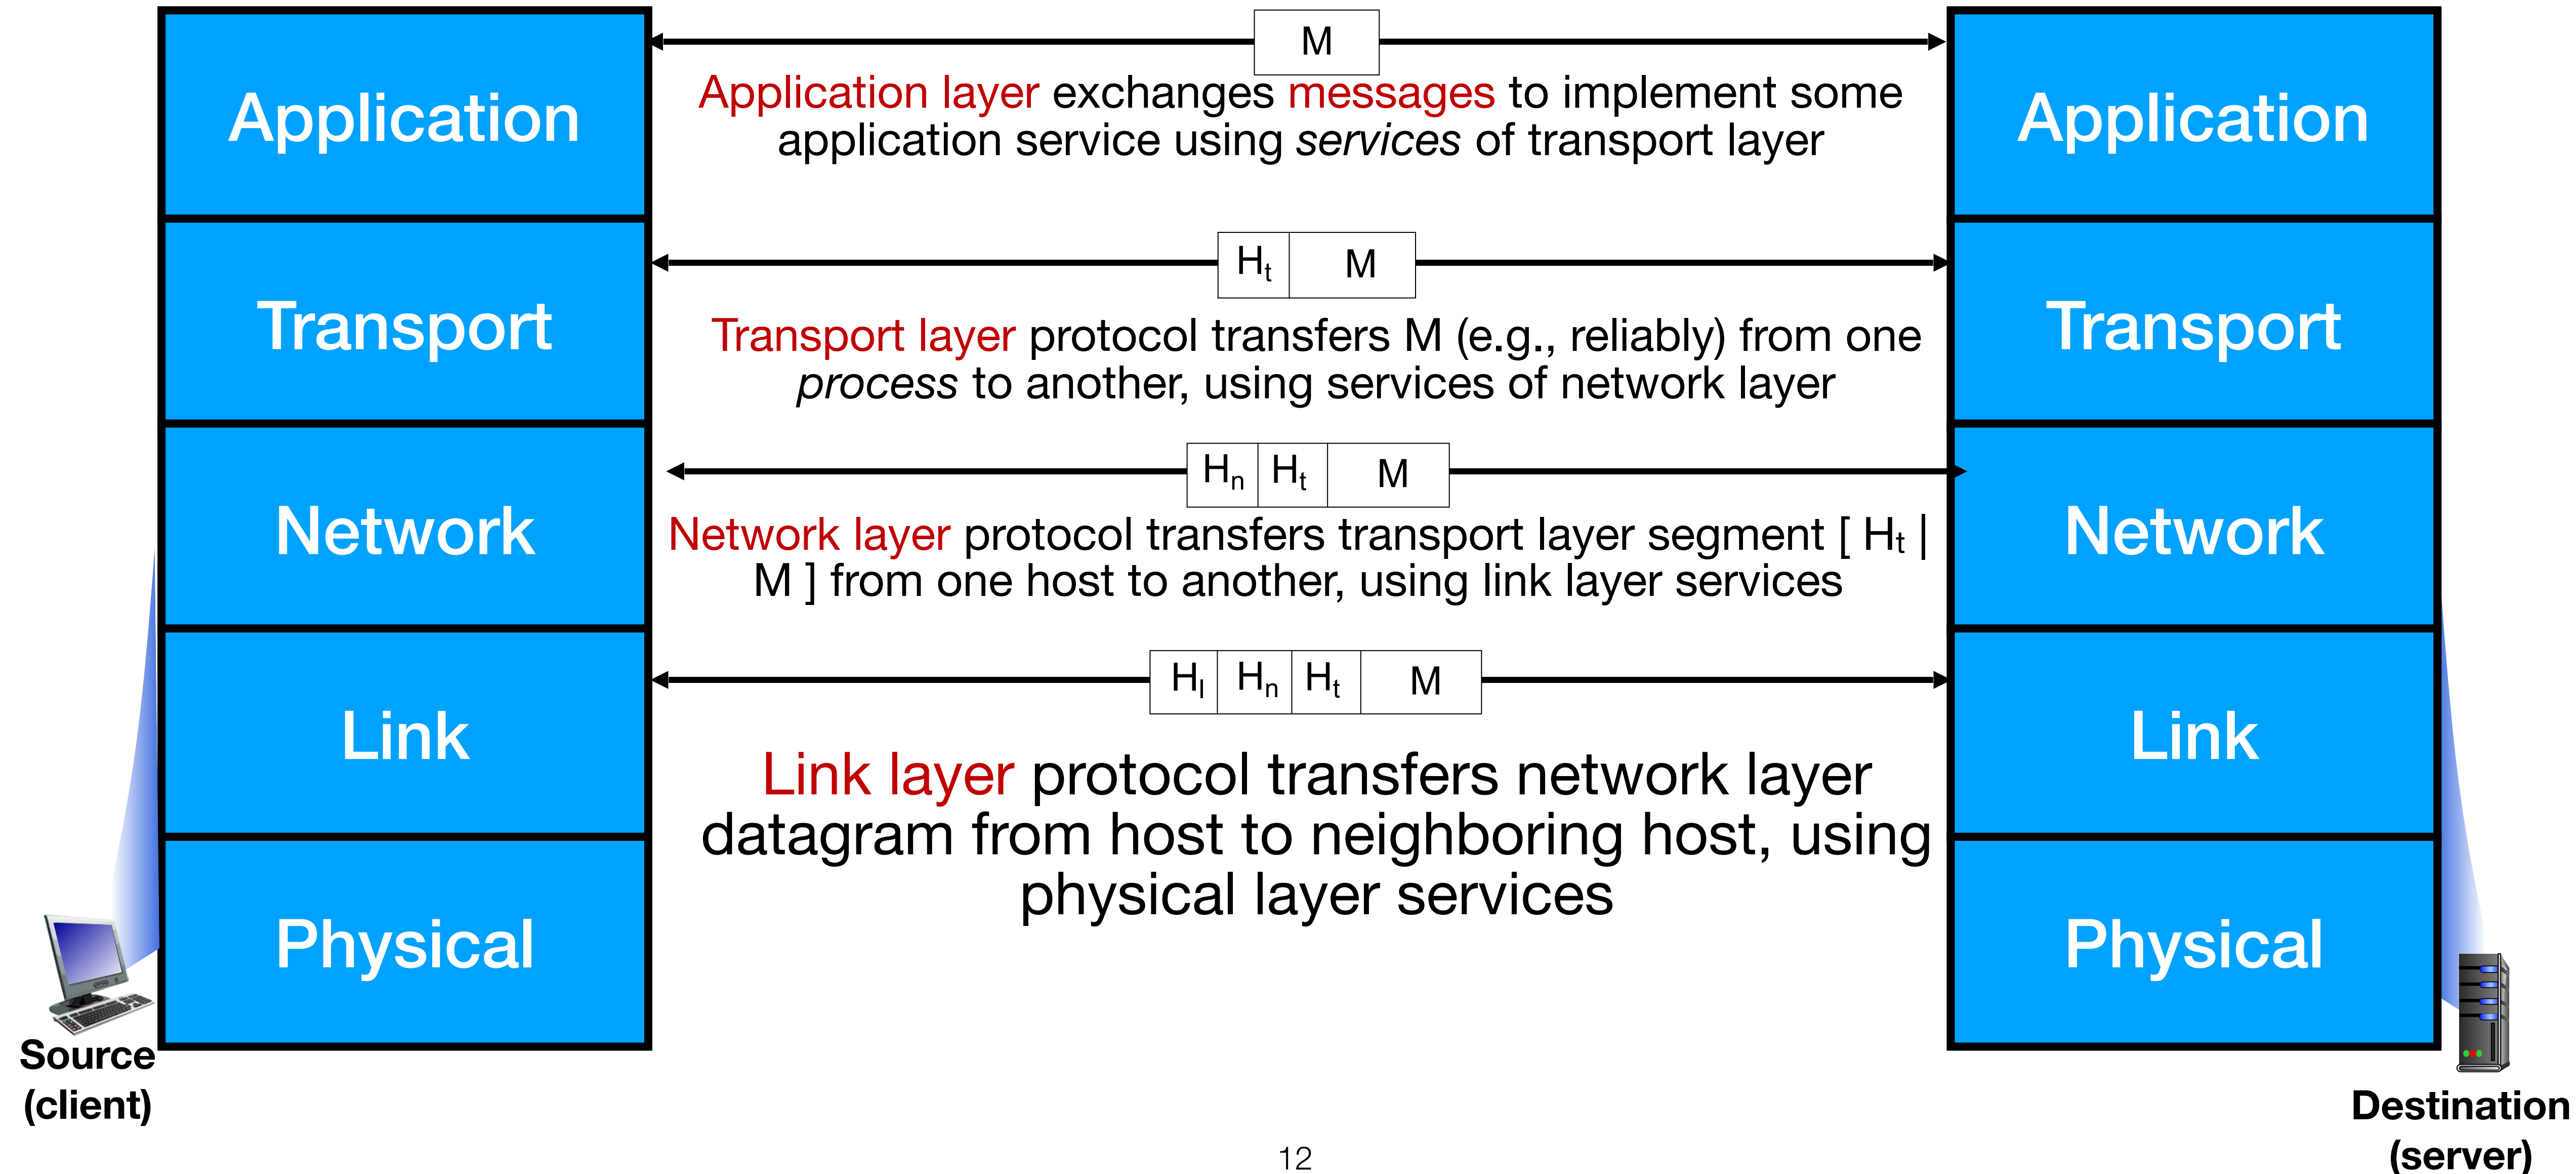 M
Application
Application layer exchanges messages to implement some
application service using services of transport layer
Application
Ht M
Transport
Transport layer protocol transfers M (e.g., reliably) from one
process to another, using services of network layer
Transport
Hn Ht M
Network
Network layer protocol transfers transport layer segment [ Ht |
M ] from one host to another, using link layer services
Network
Hl Hn Ht M
Link
Link layer protocol transfers network layer
datagram from host to neighboring host, using
physical layer services
Link
Physical
Physical
Source
(client)
Destination
(server)
12